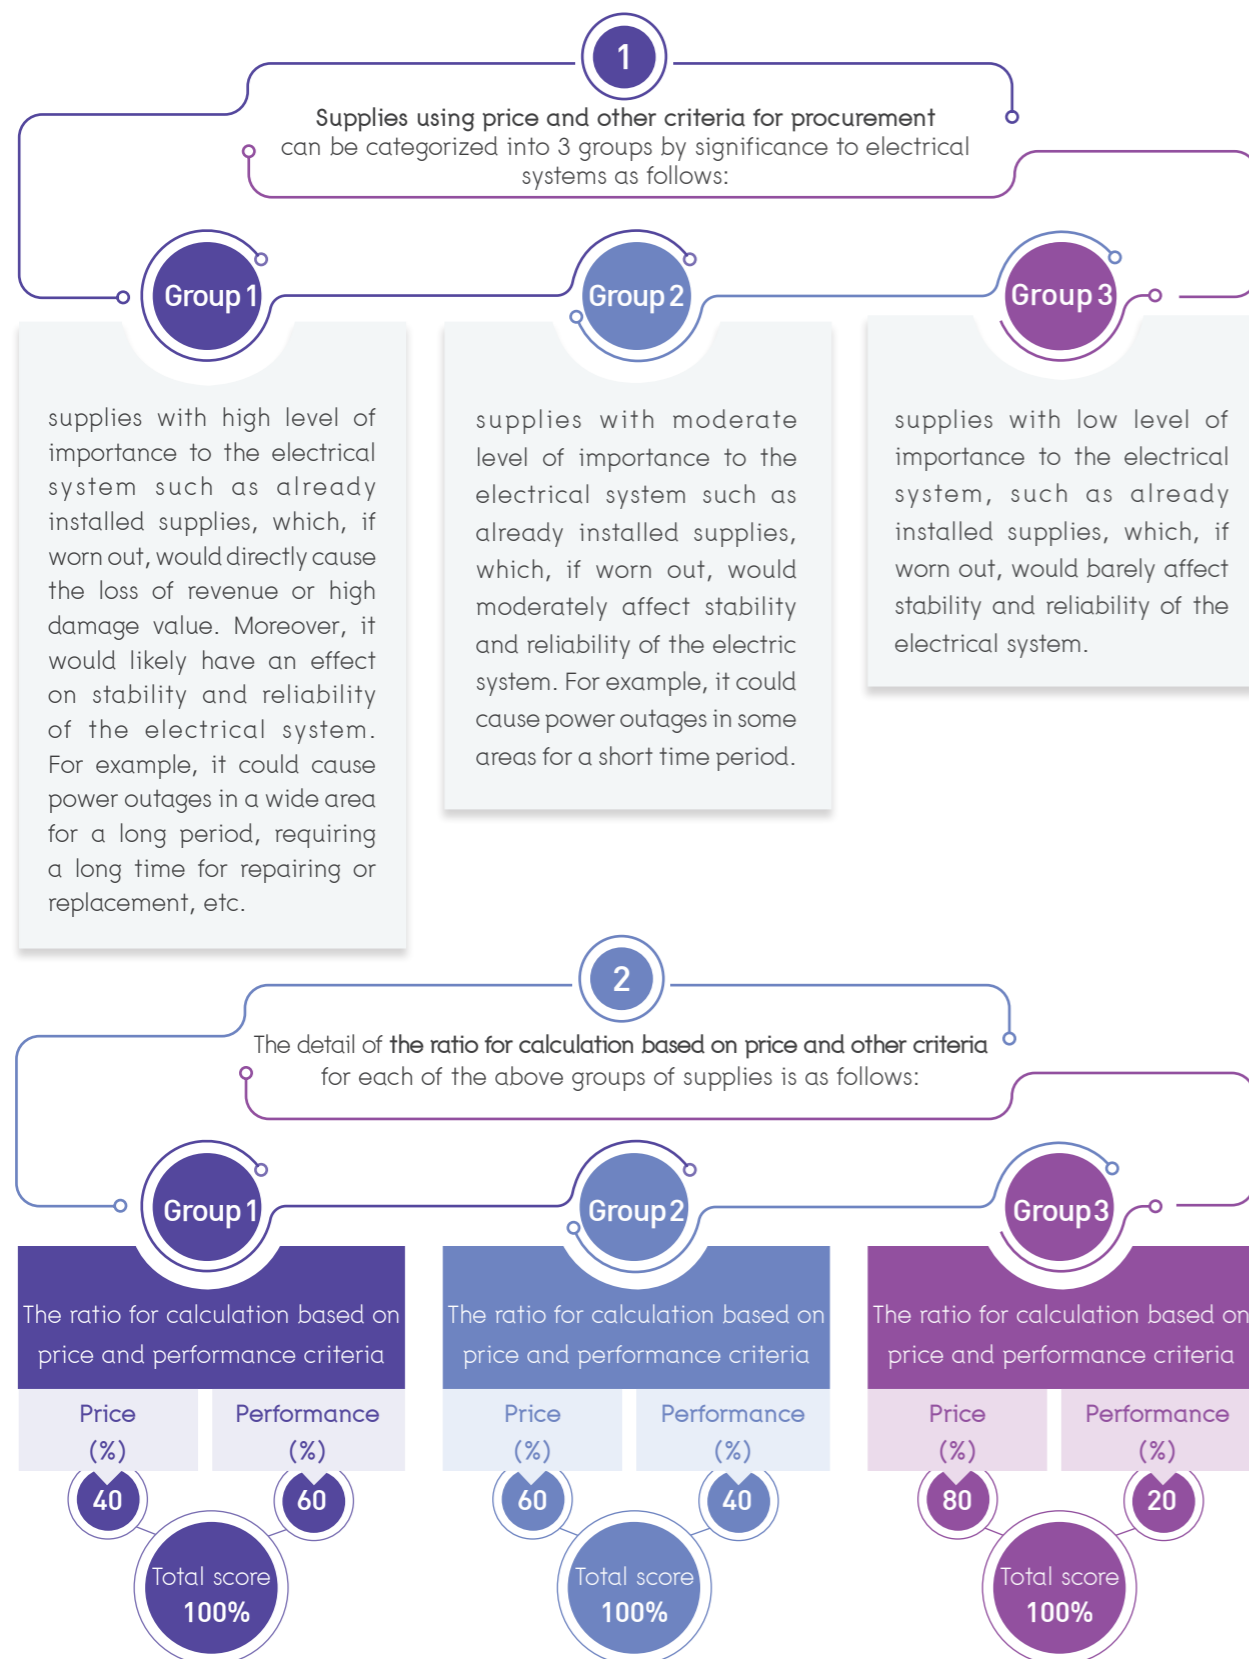 1
Supplies using price and other criteria for procurement
can be categorized into 3 groups by significance to electrical
systems as follows:
Group 1
supplies with high level of
importance to the electrical
system such as already
installed supplies, which, if
worn out, would directly cause
the loss of revenue or high
damage value. Moreover, it
would likely have an effect
on stability and reliability
of the electrical system.
For example, it could cause
power outages in a wide area
for a long period, requiring
a long time for repairing or
replacement, etc.
Group 2
supplies with moderate
level of importance to the
electrical system such as
already installed supplies,
which, if worn out, would
moderately affect stability
and reliability of the electric
system. For example, it could
cause power outages in some
areas for a short time period.
Group 3
supplies with low level of
importance to the electrical
system, such as already
installed supplies, which, if
worn out, would barely affect
stability and reliability of the
electrical system.
2
The detail of the ratio for calculation based on price and other criteria
for each of the above groups of supplies is as follows:
Group 1
The ratio for calculation based on
price and performance criteria
Price
(%)
Performance
(%)
40
60
Total score
100%
Group 2
The ratio for calculation based on
price and performance criteria
Price
(%)
Performance
(%)
60
40
Total score
100%
Group 3
The ratio for calculation based on
price and performance criteria
Price
(%)
Performance
(%)
80
20
Total score
100%